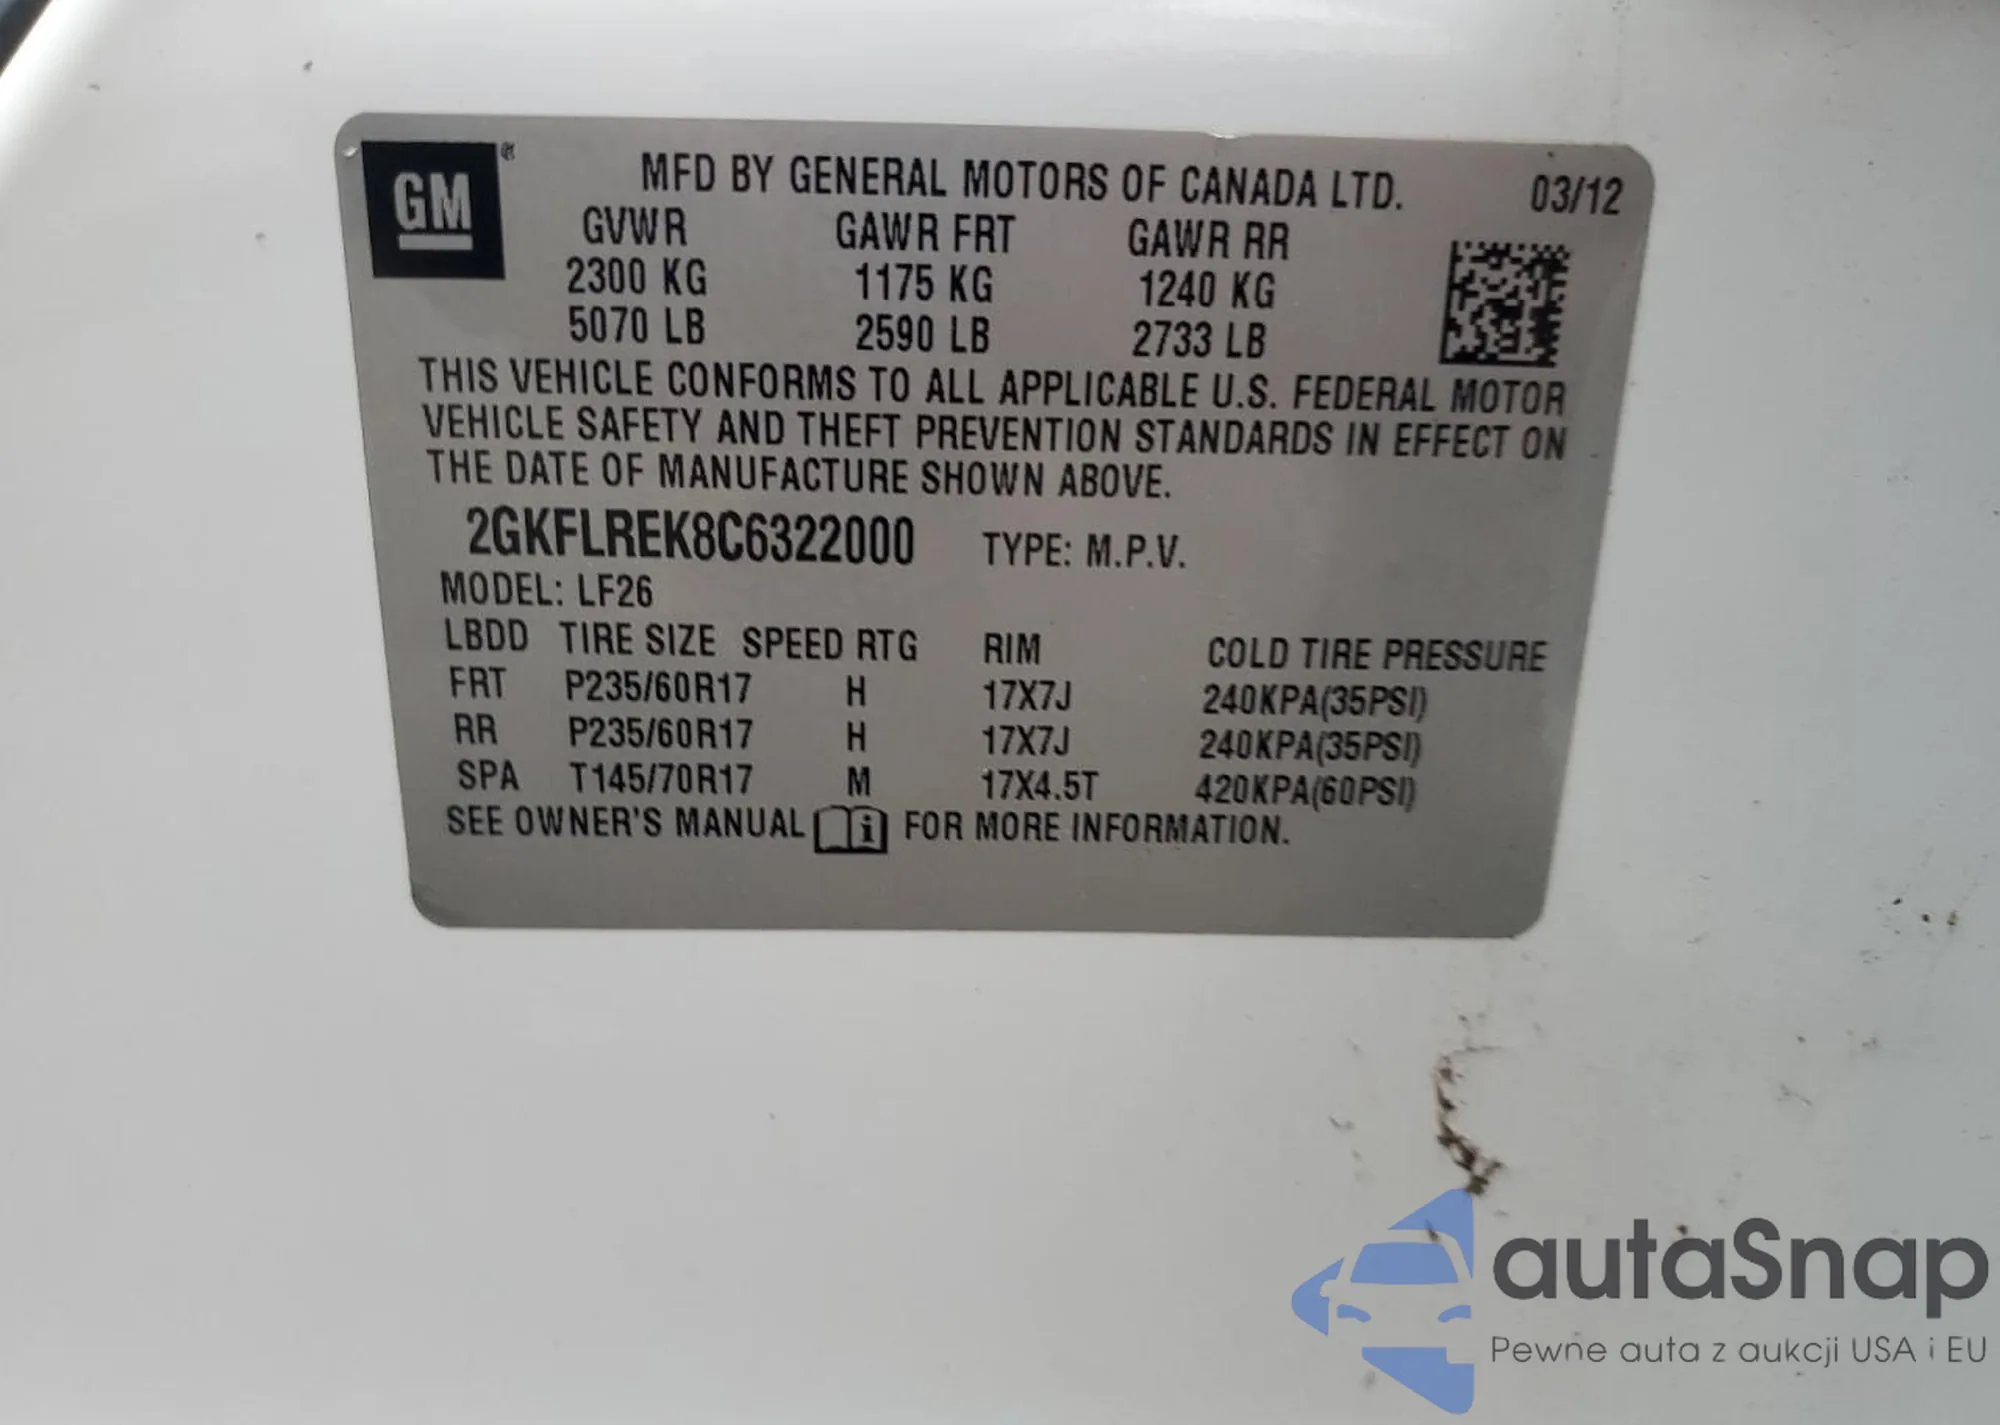 GM®
MFD BY GENERAL MOTORS OF CANADA LTD. 03/12
GVWR GAWR FRT GAWR RR
2300 KG 1175 KG 1240 KG
5070 LB 2590 LB 2733 LB
THIS VEHICLE CONFORMS TO ALL APPLICABLE U.S. FEDERAL MOTOR
VEHICLE SAFETY AND THEFT PREVENTION STANDARDS IN EFFECT ON
THE DATE OF MANUFACTURE SHOWN ABOVE.
2GKFLREK8C6322000 TYPE: M.P.V.
MODEL: LF26
LBDD TIRE SIZE SPEED RTG RIM COLD TIRE PRESSURE
FRT P235/60R17 H 17X7J 240KPA(35PSI)
RR P235/60R17 H 17X7J 240KPA(35PSI)
SPA T145/70R17 M 17X4.5T 420KPA(60PSI)
SEE OWNER'S MANUAL i FOR MORE INFORMATION.
autaSnap
Pewne auta z aukcji USA i EU